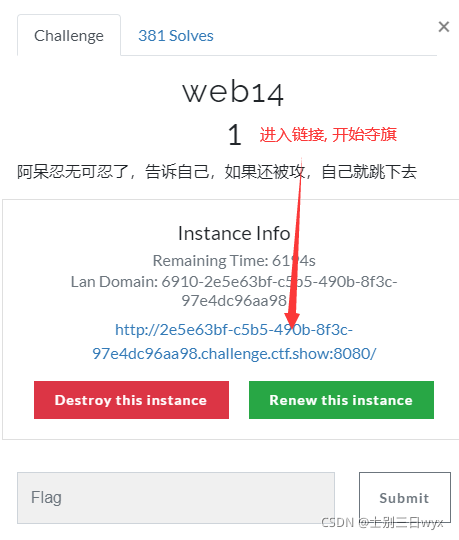 ×
Challenge 381 Solves
web14
1 进入链接, 开始夺旗
阿呆忍无可忍了，告诉自己，如果还被攻，自己就跳下去
Instance Info
Remaining Time: 6194s
Lan Domain: 6910-2e5e63bf-c5b5-490b-8f3c-
97e4dc96aa98
http://2e5e63bf-c5b5-490b-8f3c-
97e4dc96aa98.challenge.ctf.show:8080/
Destroy this instance Renew this instance
Flag Submit
CSDN @士别三日wyx